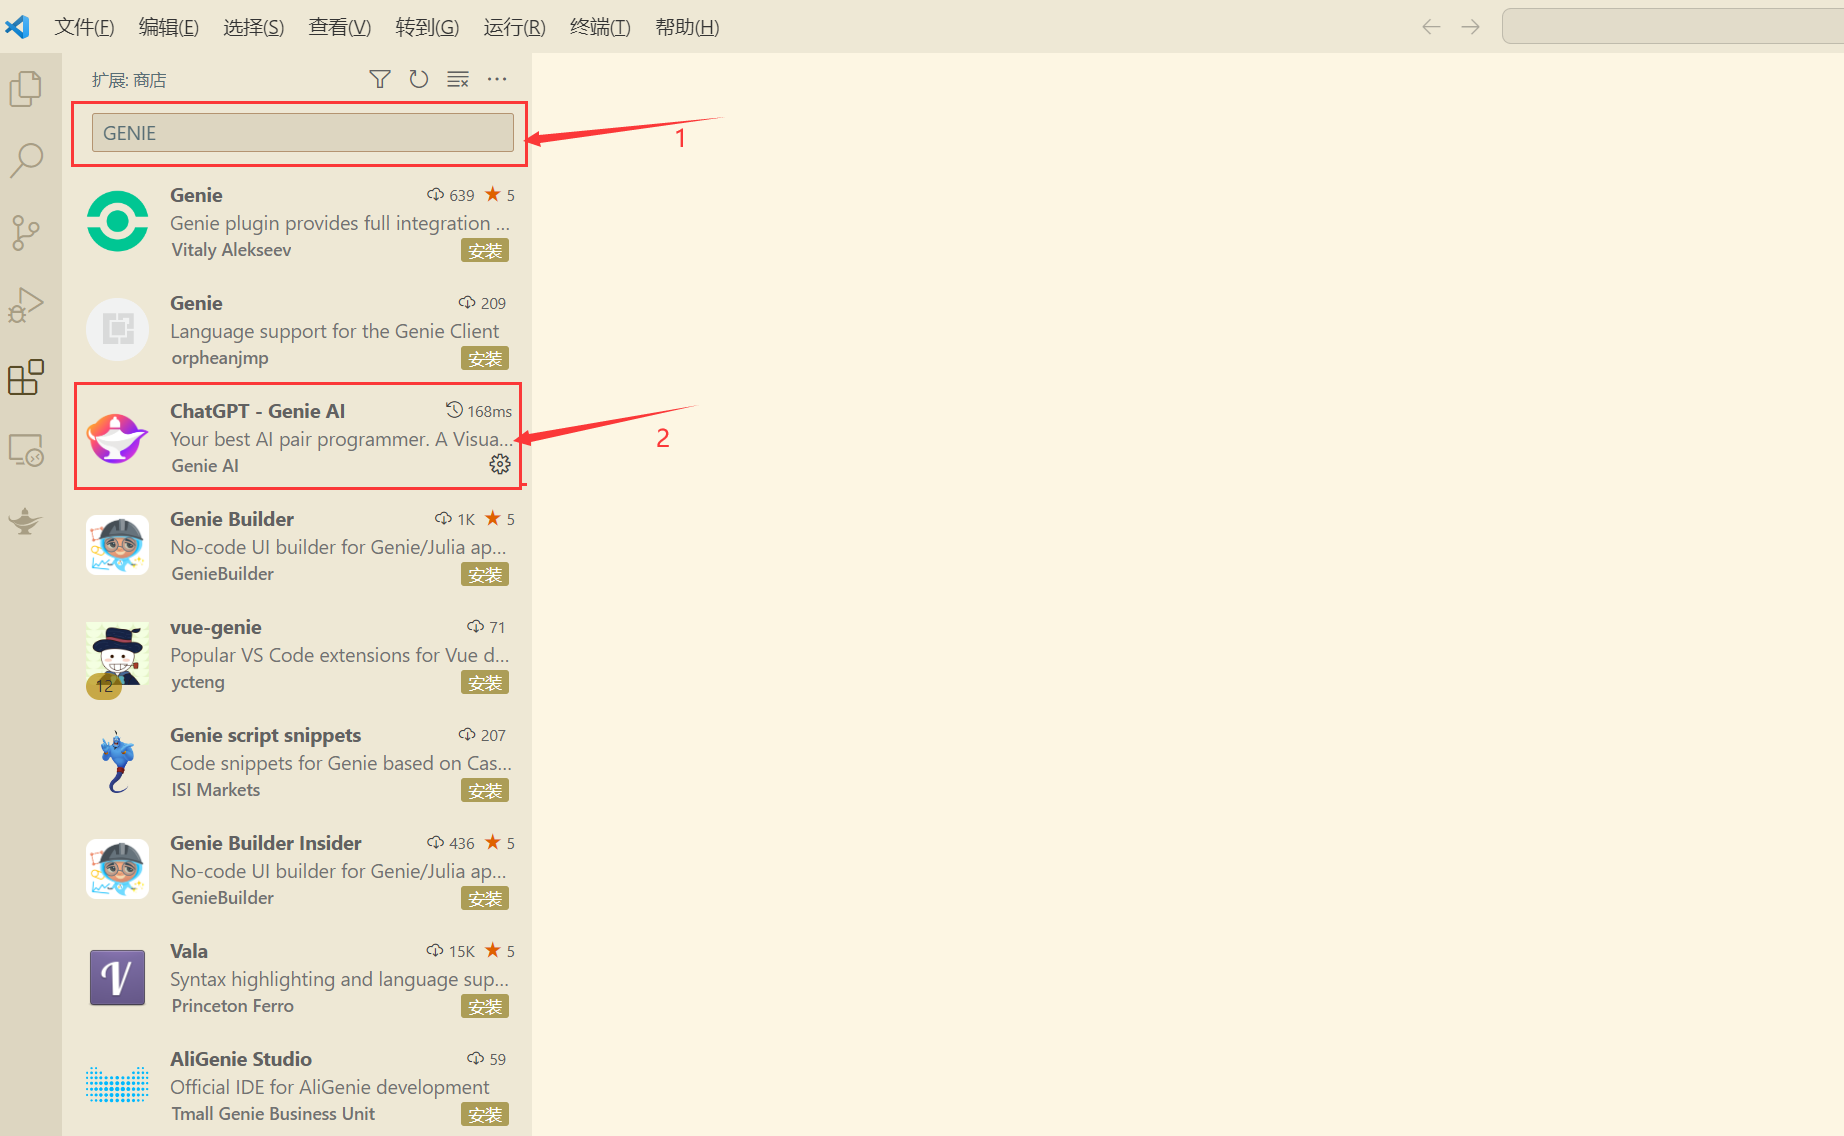 文件(F) 编辑(E) 选择(S) 查看(V) 转到(G) 运行(R) 终端(T) 帮助(H)
扩展: 商店
GENIE
1
Genie 639 5
Genie plugin provides full integration ...
Vitaly Alekseev 安装
Genie 209
Language support for the Genie Client
orpheanjmp 安装
ChatGPT - Genie AI 168ms
Your best AI pair programmer. A Visua...
2
Genie AI
Genie Builder 1K 5
No-code UI builder for Genie/Julia ap...
GenieBuilder 安装
vue-genie 71
Popular VS Code extensions for Vue d...
12
ycteng 安装
Genie script snippets 207
Code snippets for Genie based on Cas...
ISI Markets 安装
Genie Builder Insider 436 5
No-code UI builder for Genie/Julia ap...
GenieBuilder 安装
Vala 15K 5
V
Syntax highlighting and language sup...
Princeton Ferro 安装
AliGenie Studio 59
Official IDE for AliGenie development
Tmall Genie Business Unit 安装